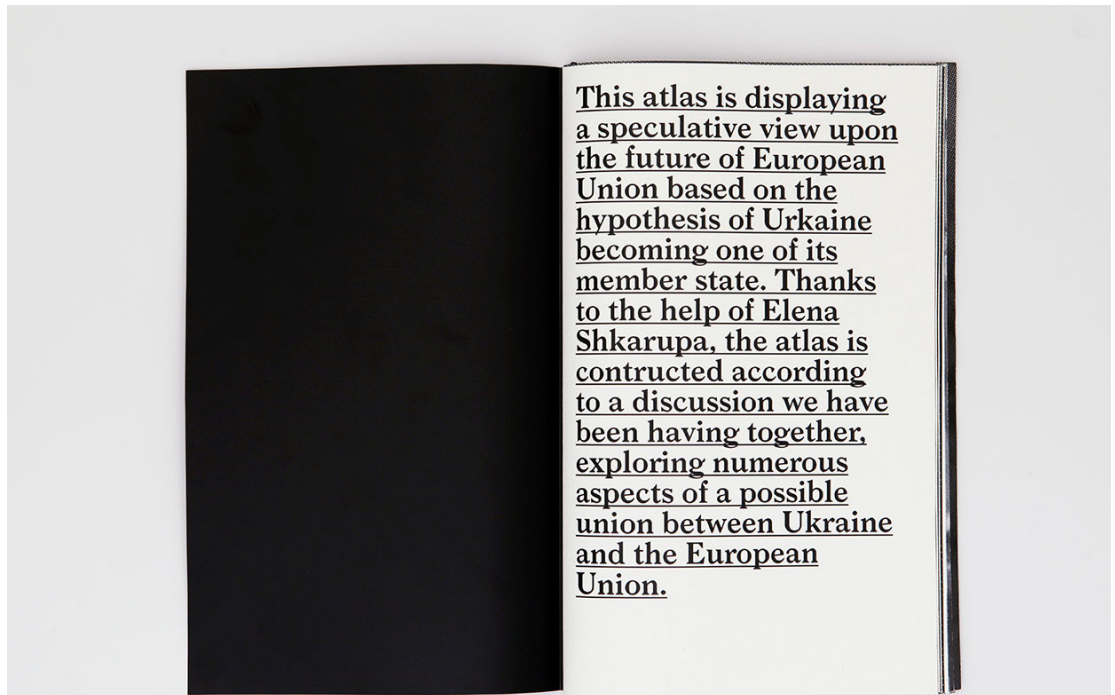 This atlas is displaying
a speculative view upon
the future of European
Union based on the
hypothesis of Urkaine
becoming one of its
member state. Thanks
to the help of Elena
Shkarupa, the atlas is
contructed according
to a discussion we have
been having together,
exploring numerous
aspects of a possible
union between Ukraine
and the European
Union.